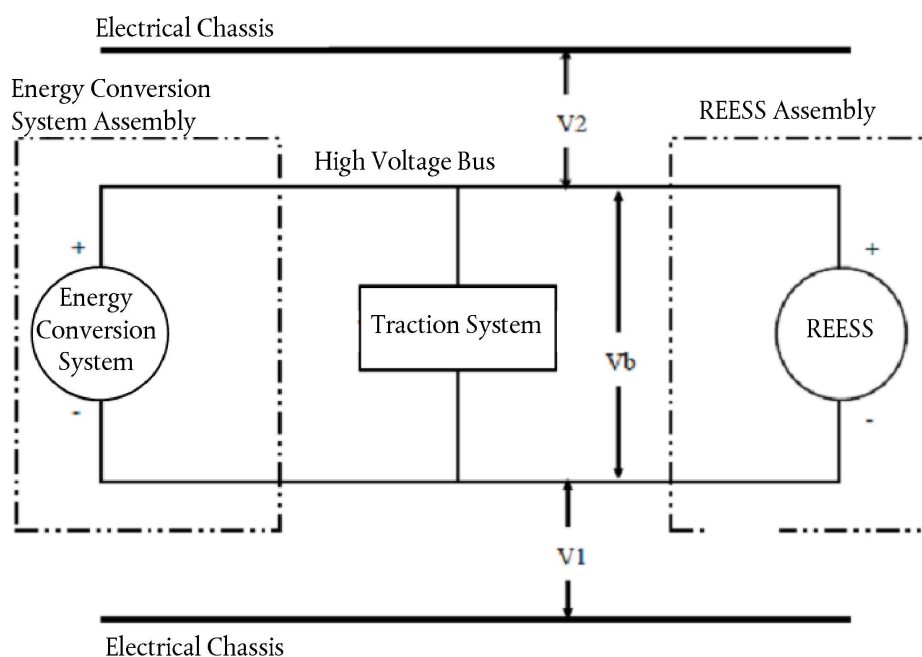 Electrical Chassis
Energy Conversion
System Assembly
V2
REESS Assembly
High Voltage Bus
+
+
Energy
Conversion
System
Traction System
REESS
Vb
-
-
V1
Electrical Chassis